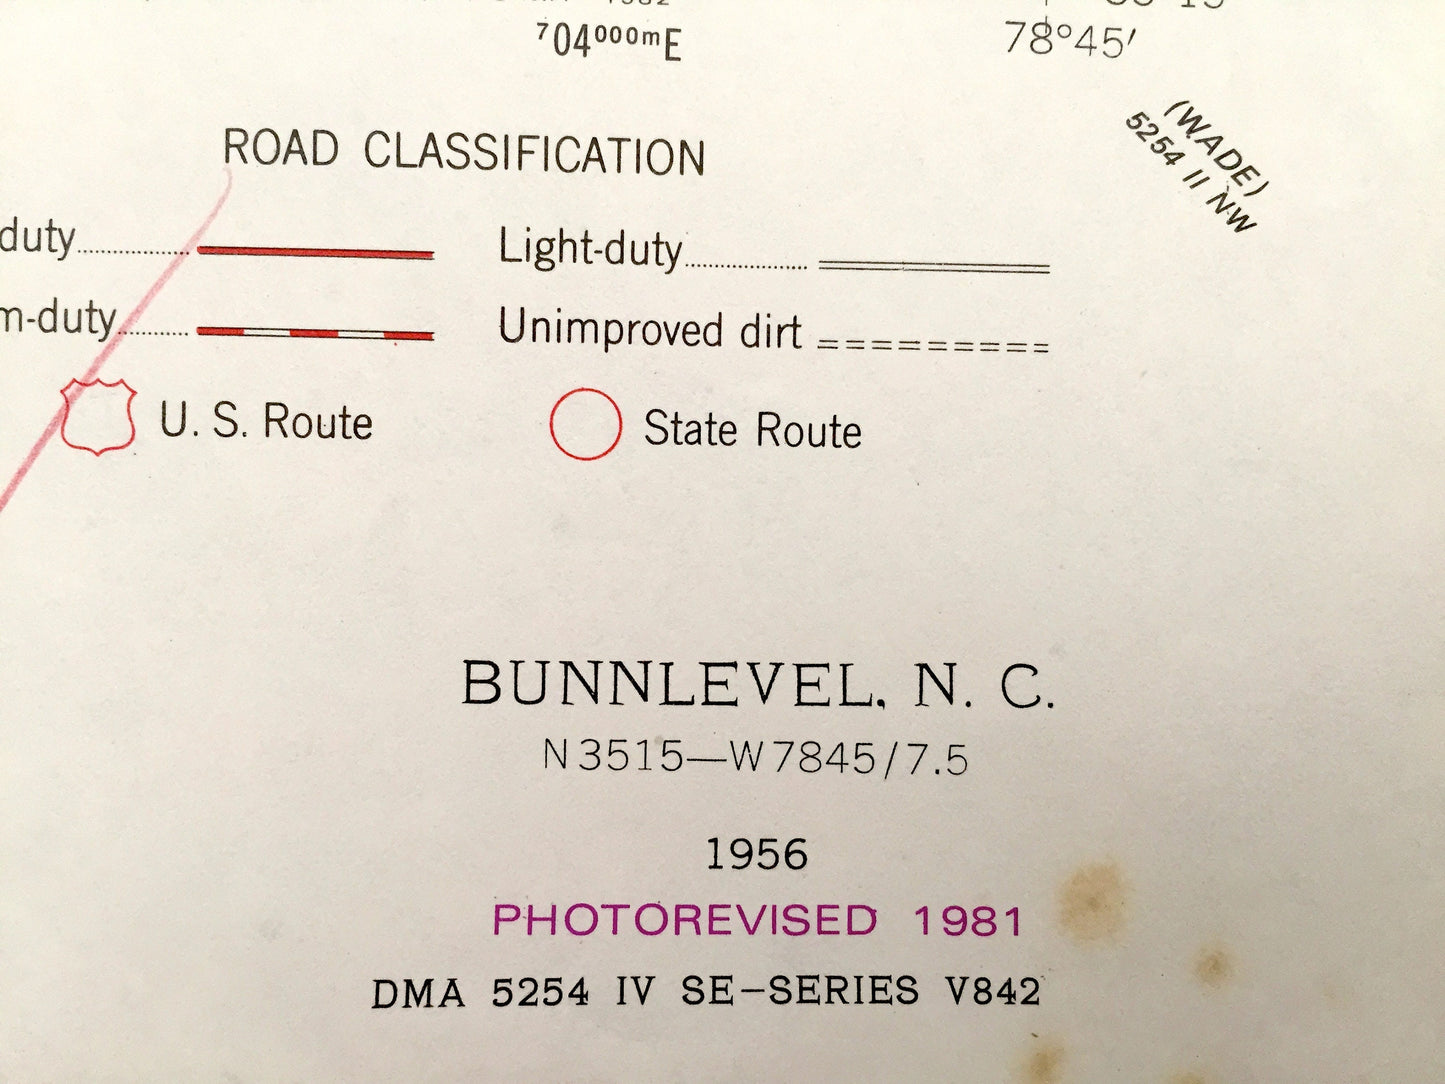 ⁷04⁰⁰⁰ᵐE
78°45′
(WADE)
5254 II NW
ROAD CLASSIFICATION
duty
Light-duty
m-duty
Unimproved dirt
U. S. Route
State Route
BUNNLEVEL, N. C.
N3515—W7845/7.5
1956
PHOTOREVISED 1981
DMA 5254 IV SE-SERIES V842